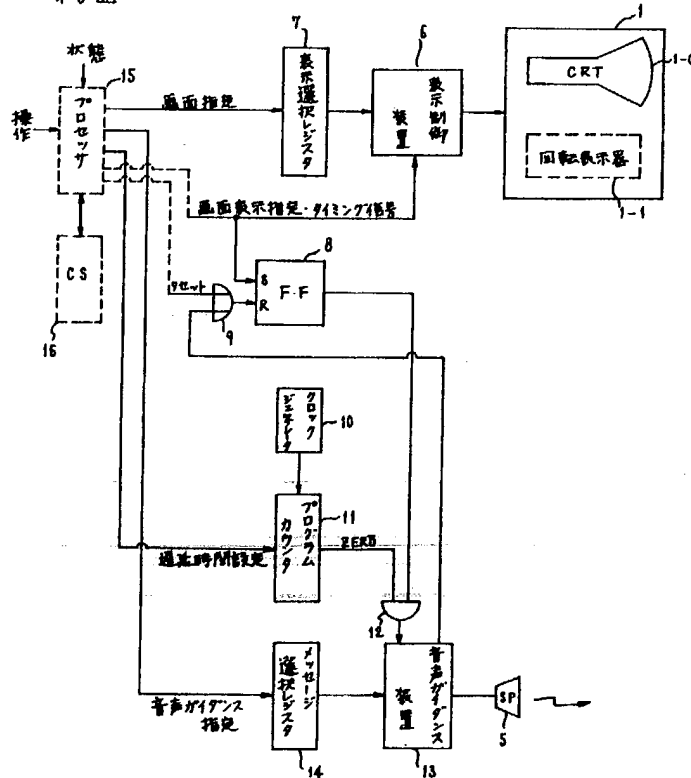 7
状態
15
プロセッサ
操作
画面指定
表示選択レジスタ
6
表示制御
装置
1
1-0
CRT
回転表示器
1-1
画面表示指定・タイミング信号
8
CS
16
リセット
S
R
F·F
9
クロック
ジェネレータ
10
11
プログラム
カウンタ
ZERO
時間設定
12
メッセージ
選択レジスタ
音声ガイダンス
指定
14
音声ガイダンス
装置
13
SP
5